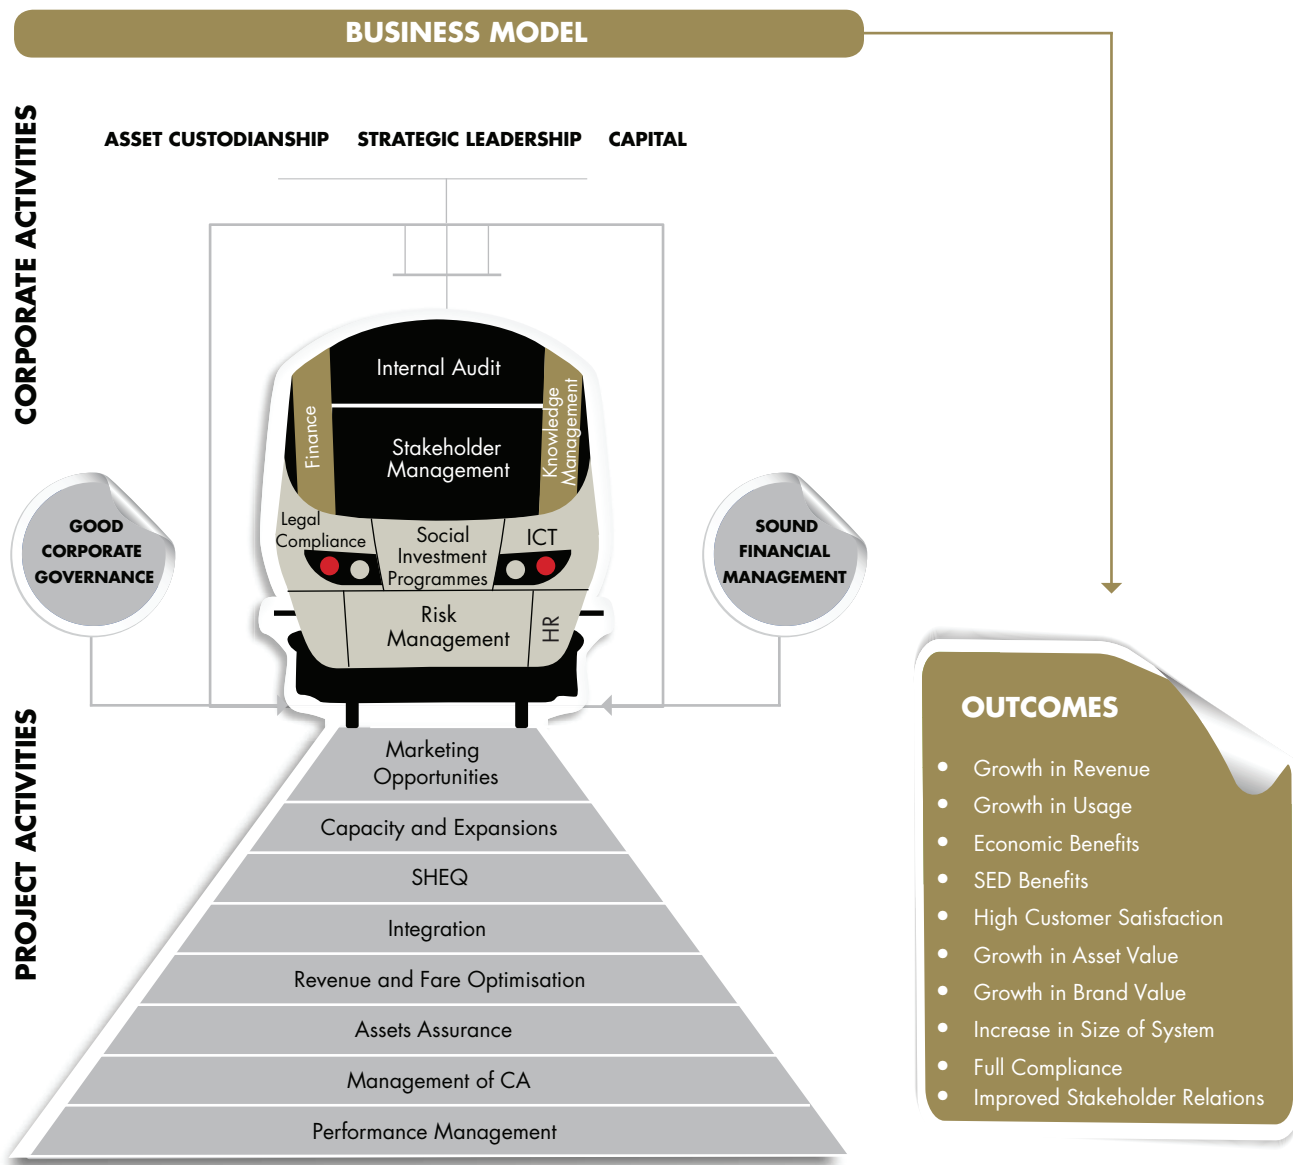 BUSINESS MODEL
CORPORATE ACTIVITIES
ASSET CUSTODIANSHIP
STRATEGIC LEADERSHIP
CAPITAL
Internal Audit
Finance
Stakeholder
Management
Knowledge
Management
Legal
Compliance
Social
Investment
Programmes
ICT
Risk
Management
HR
GOOD
CORPORATE
GOVERNANCE
SOUND
FINANCIAL
MANAGEMENT
PROJECT ACTIVITIES
Marketing
Opportunities
Capacity and Expansions
SHEQ
Integration
Revenue and Fare Optimisation
Assets Assurance
Management of CA
Performance Management
OUTCOMES
• Growth in Revenue
• Growth in Usage
• Economic Benefits
• SED Benefits
• High Customer Satisfaction
• Growth in Asset Value
• Growth in Brand Value
• Increase in Size of System
• Full Compliance
• Improved Stakeholder Relations